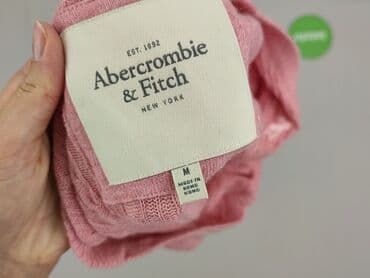 EST. 1892
Abercrombie
& Fitch
NEW YORK
M
MADE IN
HONG
KONG